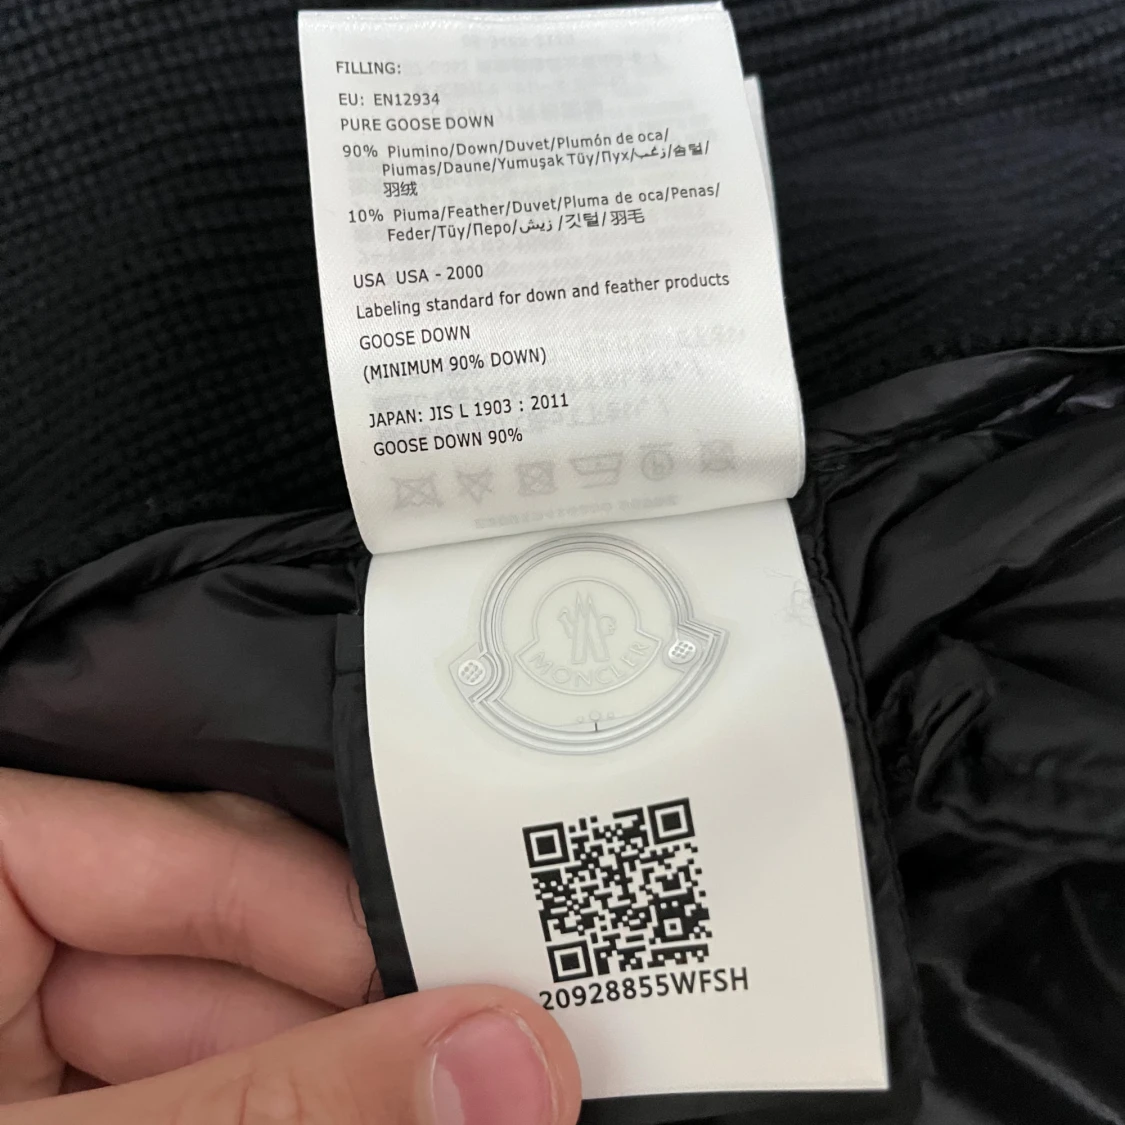 FILLING:
EU: EN12934
PURE GOOSE DOWN
90% Piumino/Down/Duvet/Plumón de oca/
Plumas/Daune/Yumuşak Tüy/Пух/زغب/솜털/
羽绒
10% Piuma/Feather/Duvet/Pluma de oca/Penas/
Feder/Tüy/Перо/زيش/깃털/羽毛
USA USA - 2000
Labeling standard for down and feather products
GOOSE DOWN
(MINIMUM 90% DOWN)
JAPAN: JIS L 1903 : 2011
GOOSE DOWN 90%
MONCLER
20928855WFSH